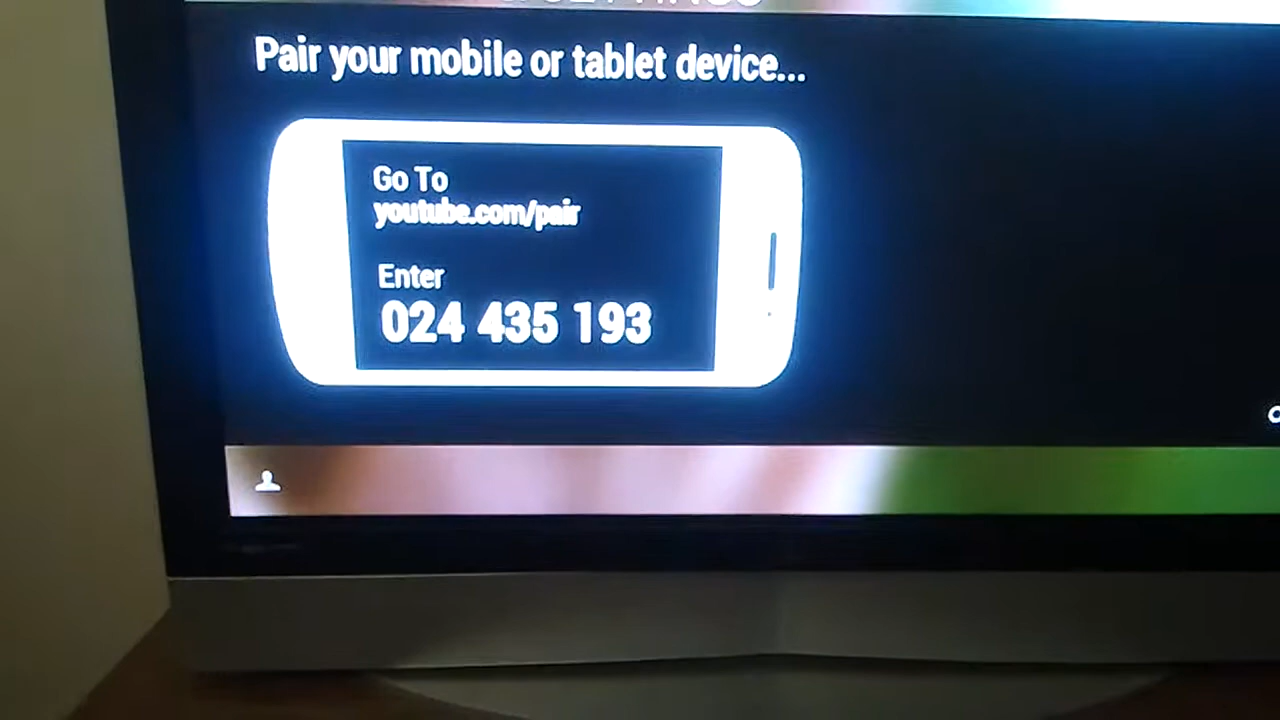 Pair your mobile or tablet device...
Go To
youtube.com/pair
Enter
024 435 193